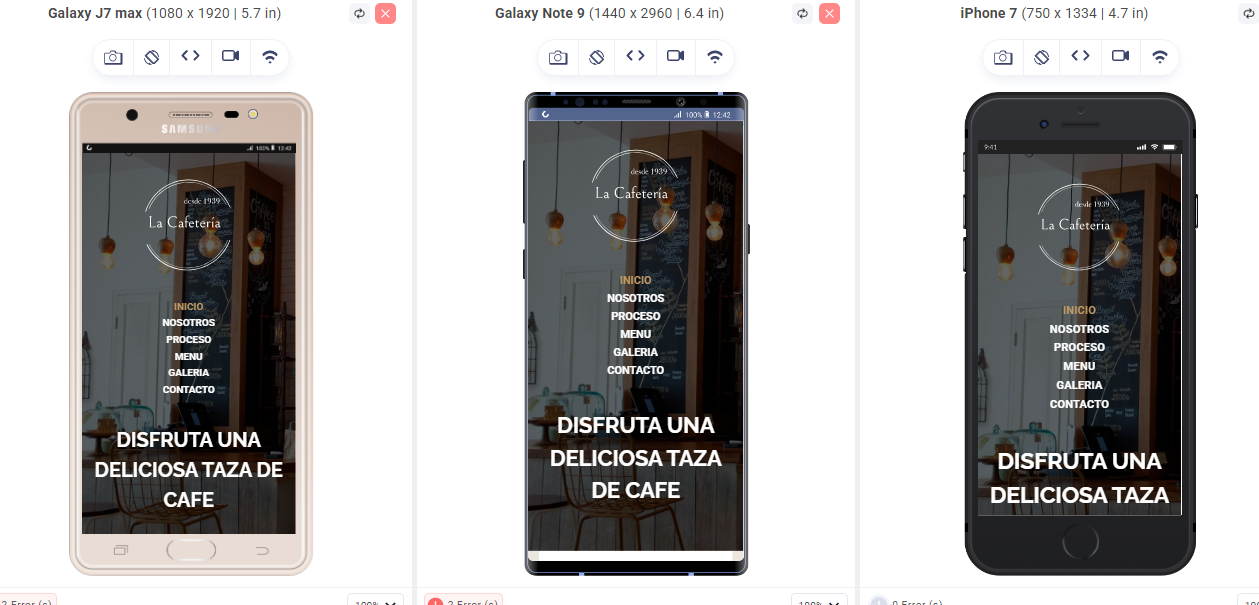 Galaxy J7 max (1080 x 1920 | 5.7 in)
SAMSUNG
100% 12:42
desde 1939
La Cafetería
INICIO
NOSOTROS
PROCESO
MENU
GALERIA
CONTACTO
DISFRUTA UNA
DELICIOSA TAZA DE
CAFE
2 Error (s)
100%
Galaxy Note 9 (1440 x 2960 | 6.4 in)
100% 12:42
desde 1939
La Cafetería
INICIO
NOSOTROS
PROCESO
MENU
GALERIA
CONTACTO
DISFRUTA UNA
DELICIOSA TAZA
DE CAFE
2 Error (s)
100%
iPhone 7 (750 x 1334 | 4.7 in)
9:41
desde 1939
La Cafetería
INICIO
NOSOTROS
PROCESO
MENU
GALERIA
CONTACTO
DISFRUTA UNA
DELICIOSA TAZA
0 Error (s)